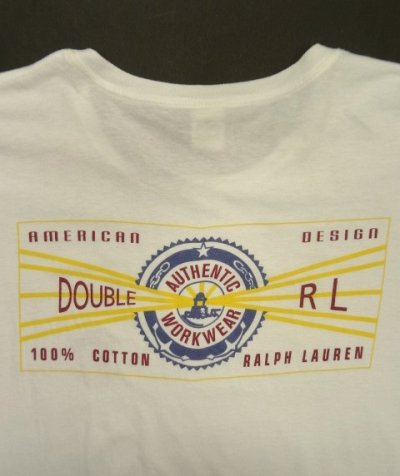 AMERICAN DESIGN
AUTHENTIC
DOUBLE RL
WORKWEAR
100% COTTON RALPH LAUREN